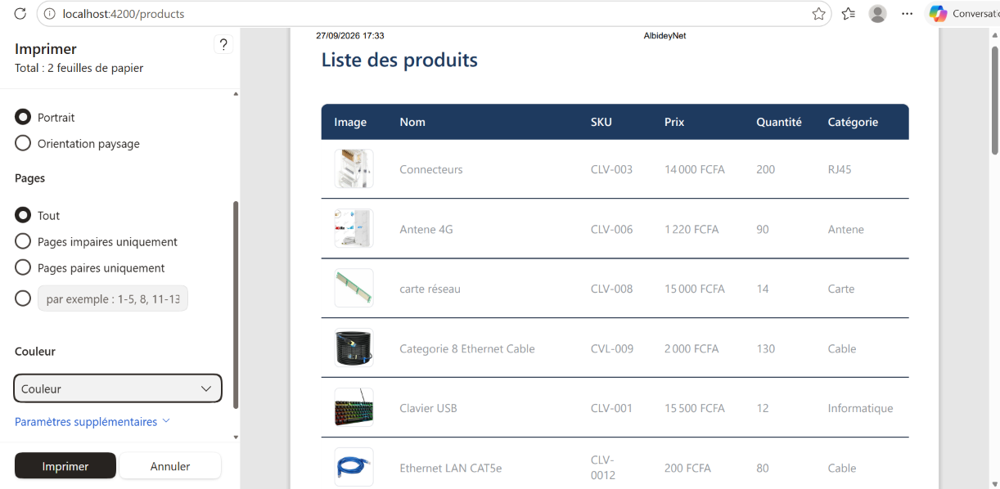 localhost:4200/products
Conversatio
Imprimer
?
Total : 2 feuilles de papier
Portrait
Orientation paysage
Pages
Tout
Pages impaires uniquement
Pages paires uniquement
par exemple : 1-5, 8, 11-13
Couleur
Couleur
Paramètres supplémentaires
Imprimer
Annuler
27/09/2026 17:33
AlbideyNet
Liste des produits
Image Nom SKU Prix Quantité Catégorie
Connecteurs CLV-003 14 000 FCFA 200 RJ45
Antene 4G CLV-006 1 220 FCFA 90 Antene
carte réseau CLV-008 15 000 FCFA 14 Carte
Categorie 8 Ethernet Cable CVL-009 2 000 FCFA 130 Cable
Clavier USB CLV-001 15 500 FCFA 12 Informatique
Ethernet LAN CAT5e CLV-0012 200 FCFA 80 Cable